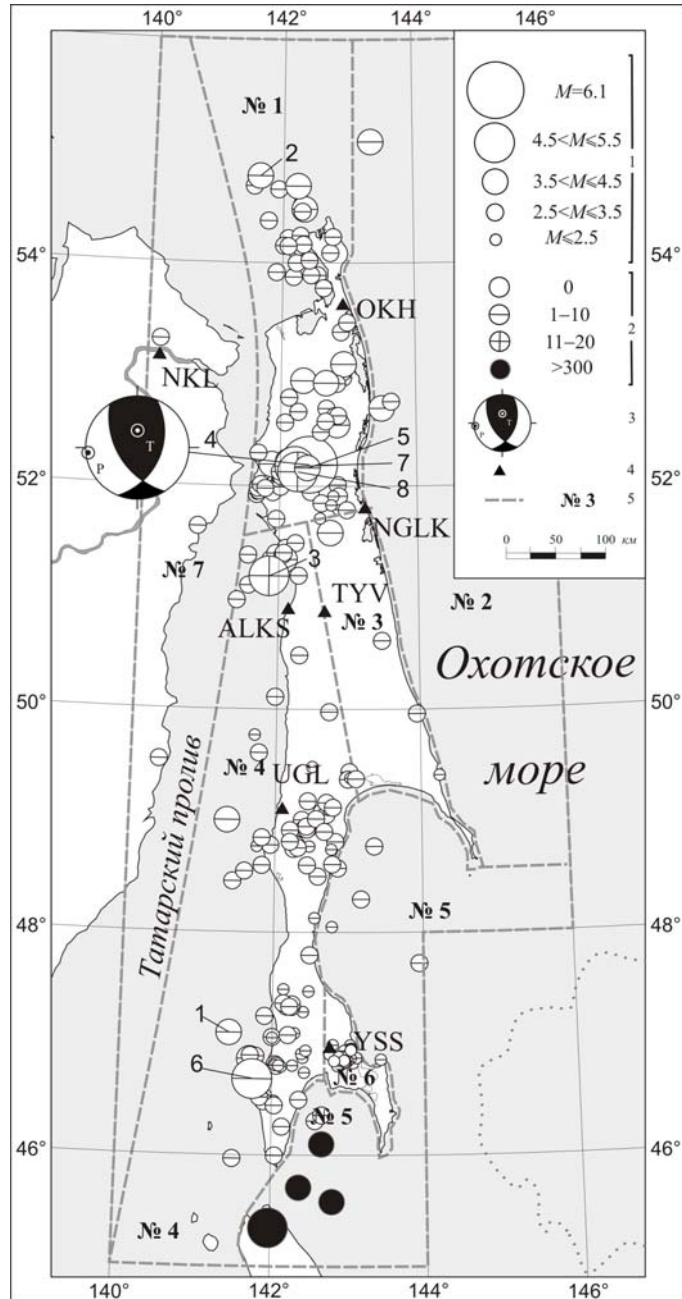 140° 142° 144° 146°
№ 1
M=6.1
4.5<M⩽5.5
3.5<M⩽4.5
2.5<M⩽3.5
M⩽2.5
1
0
1–10
11–20
>300
2
T
P
3
4
№ 3
5
0 25 50 75 100 км
2
54° 54°
OKH
NKL
4
5
T
P
7
52° 52°
8
NGLK
3
№ 7
TYV
№ 2
ALKS
№ 3
Охотское
50° 50°
море
№ 4
UGL
Татарский пролив
48° 48°
№ 5
1
YSS
6
№ 6
№ 5
46° 46°
№ 4
140° 142° 144° 146°